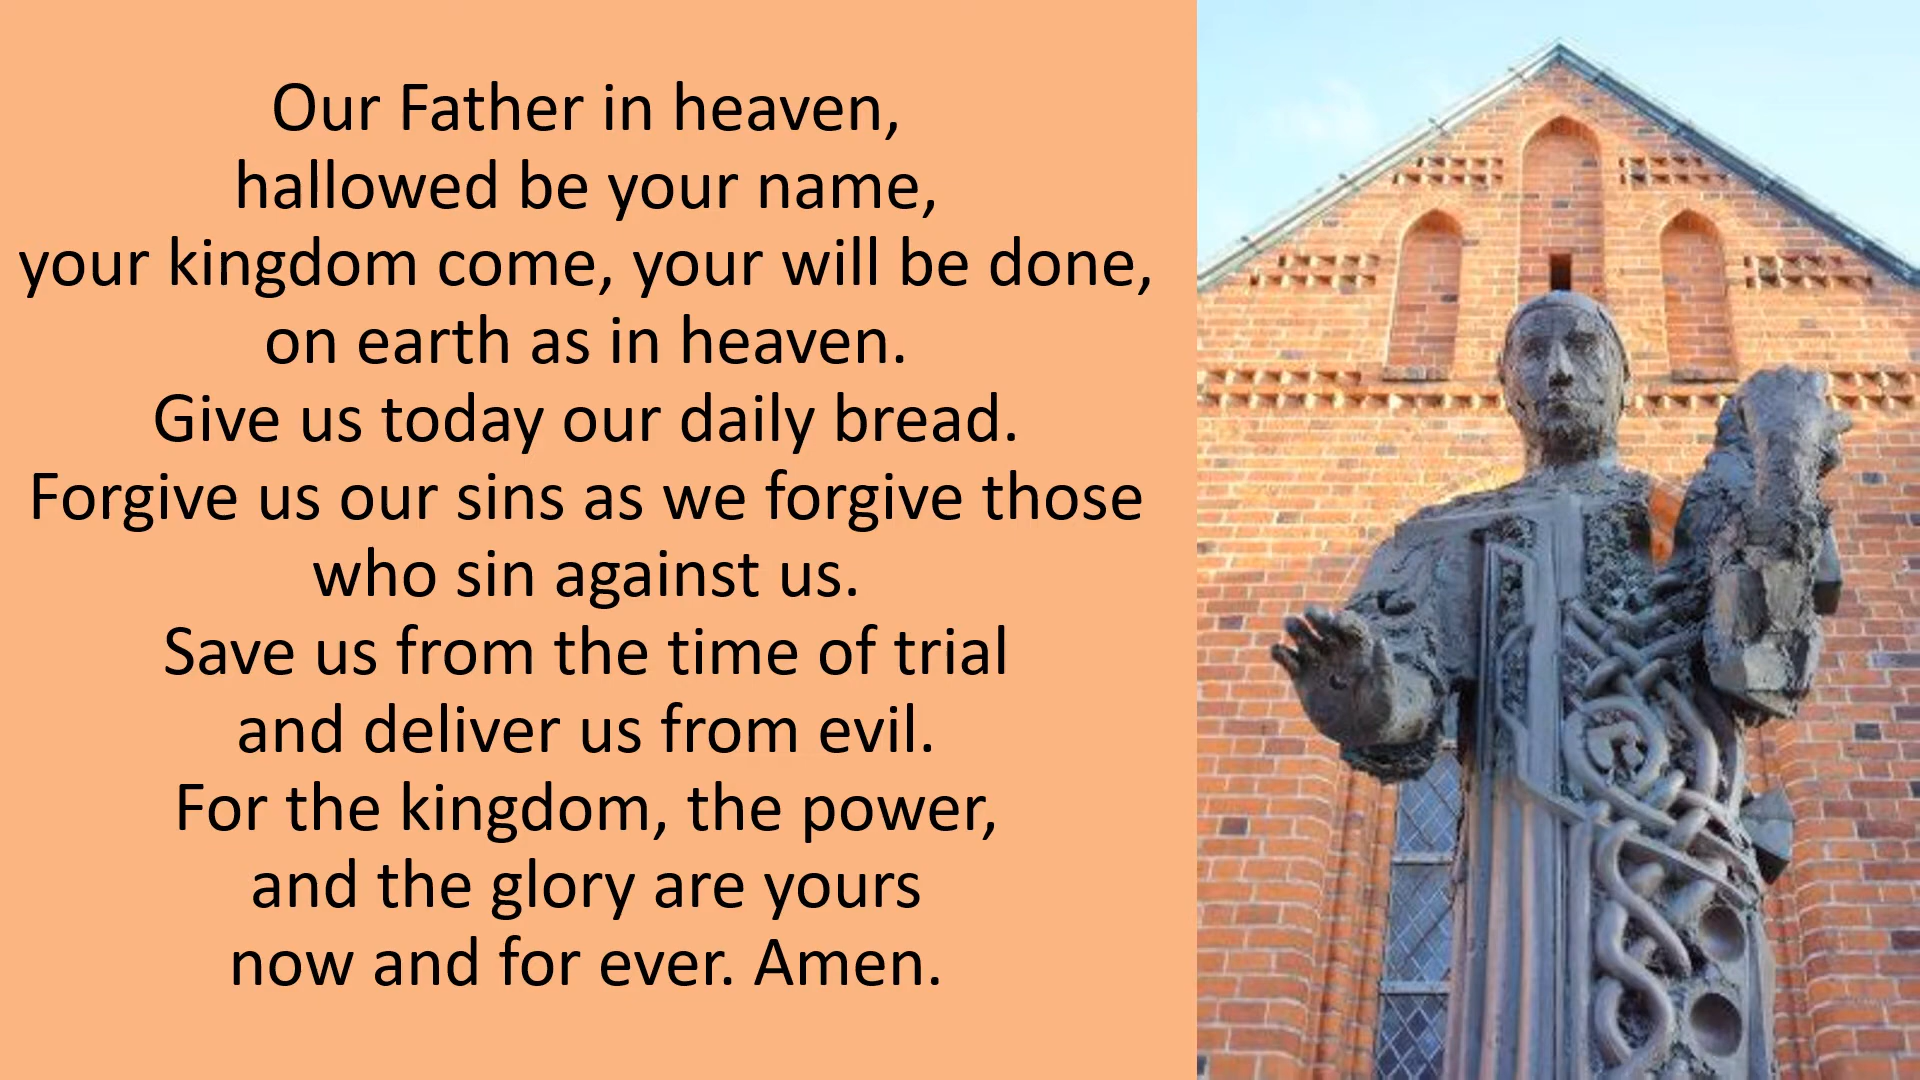 Our Father in heaven,
hallowed be your name,
your kingdom come, your will be done,
on earth as in heaven.
Give us today our daily bread.
Forgive us our sins as we forgive those
who sin against us.
Save us from the time of trial
and deliver us from evil.
For the kingdom, the power,
and the glory are yours
now and for ever. Amen.